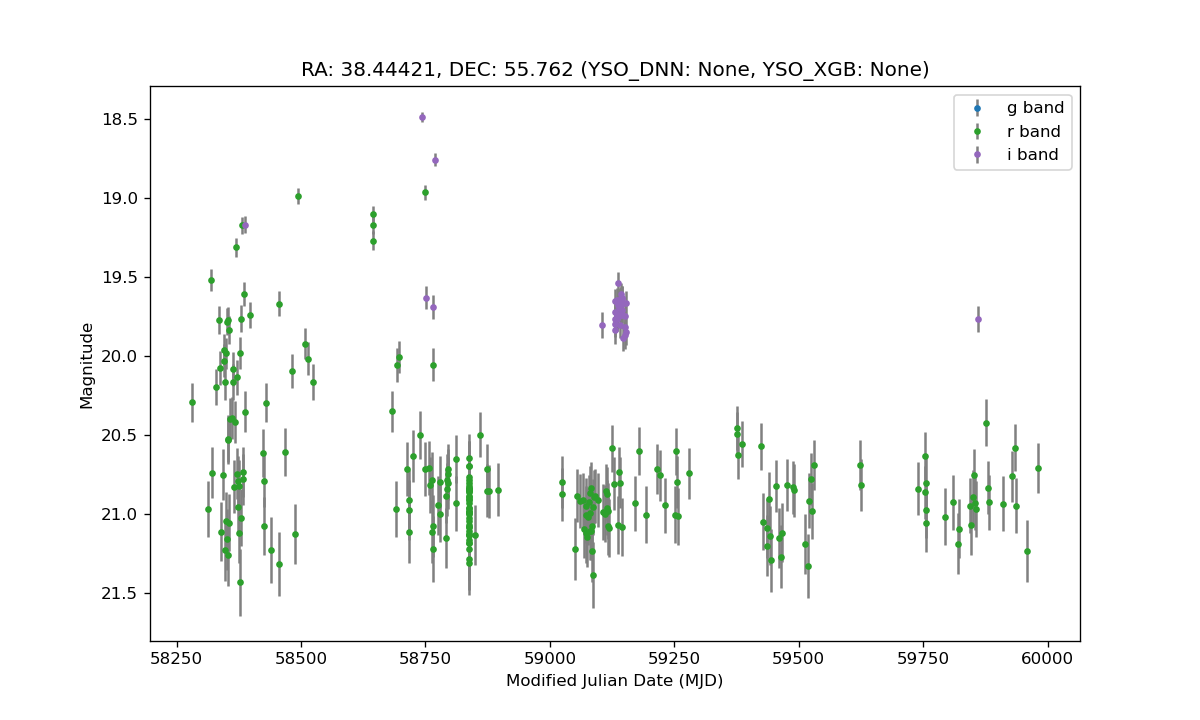 RA: 38.44421, DEC: 55.762 (YSO_DNN: None, YSO_XGB: None)
g band
r band
i band
18.5
19.0
19.5
20.0
20.5
21.0
21.5
Magnitude
58250 58500 58750 59000 59250 59500 59750 60000
Modified Julian Date (MJD)